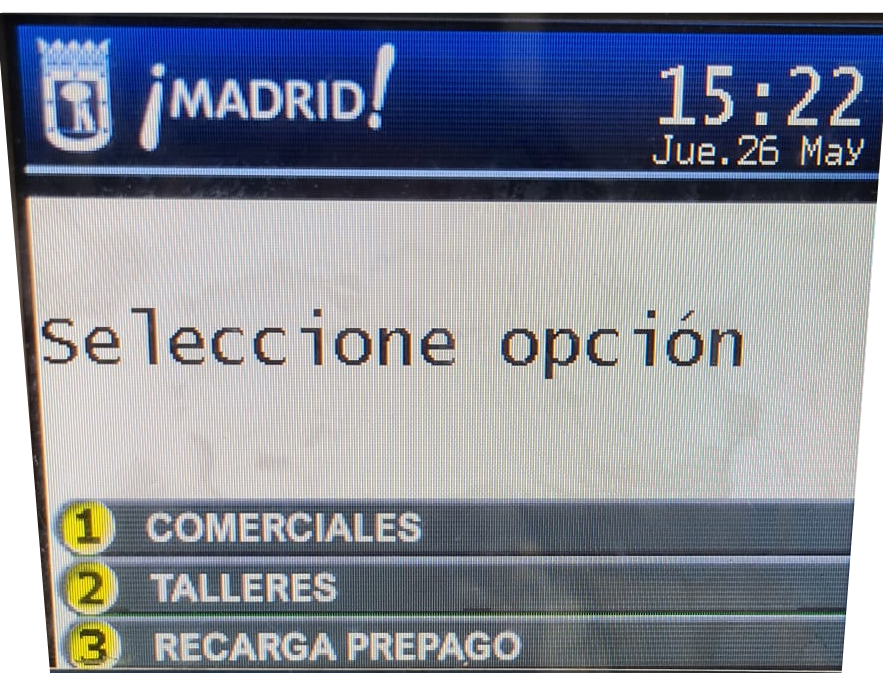 ¡MADRID!
15:22
Jue.26 May
Seleccione opción
1 COMERCIALES
2 TALLERES
3 RECARGA PREPAGO